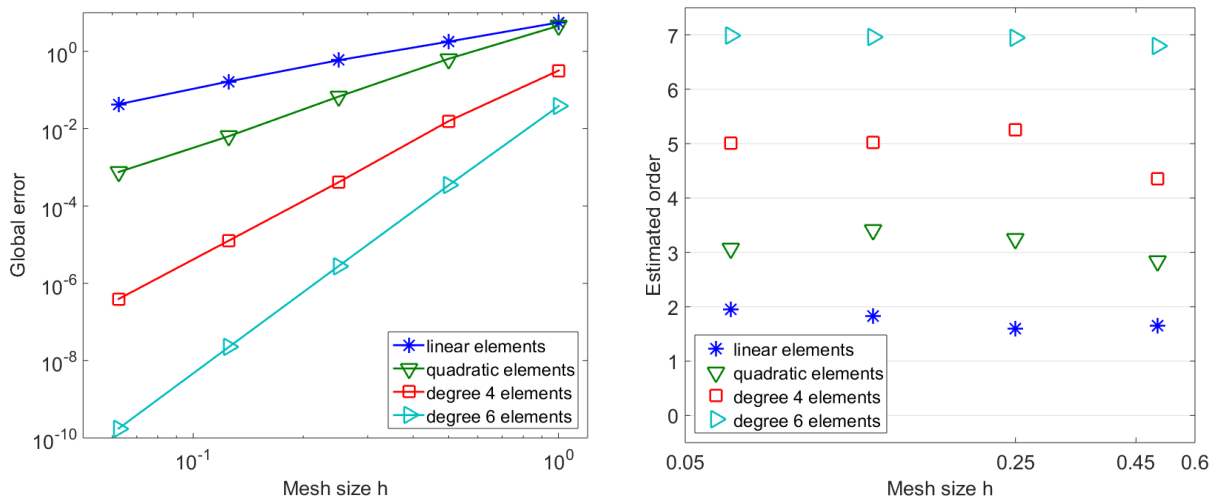 Global error
10^0
10^-2
10^-4
10^-6
10^-8
10^-10
10^-1
10^0
Mesh size h
linear elements
quadratic elements
degree 4 elements
degree 6 elements
Estimated order
7
6
5
4
3
2
1
0
0.05
0.25
0.45
0.6
Mesh size h
linear elements
quadratic elements
degree 4 elements
degree 6 elements